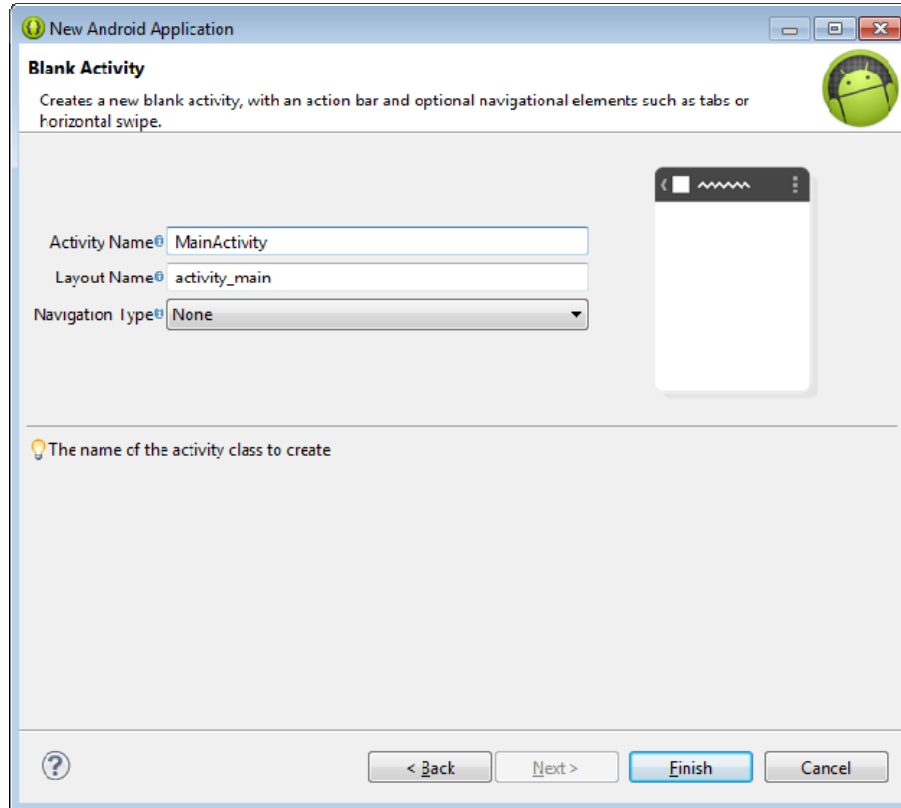 New Android Application
Blank Activity
Creates a new blank activity, with an action bar and optional navigational elements such as tabs or
horizontal swipe.
Activity Name MainActivity
Layout Name activity_main
Navigation Type None
The name of the activity class to create
< Back Next > Finish Cancel